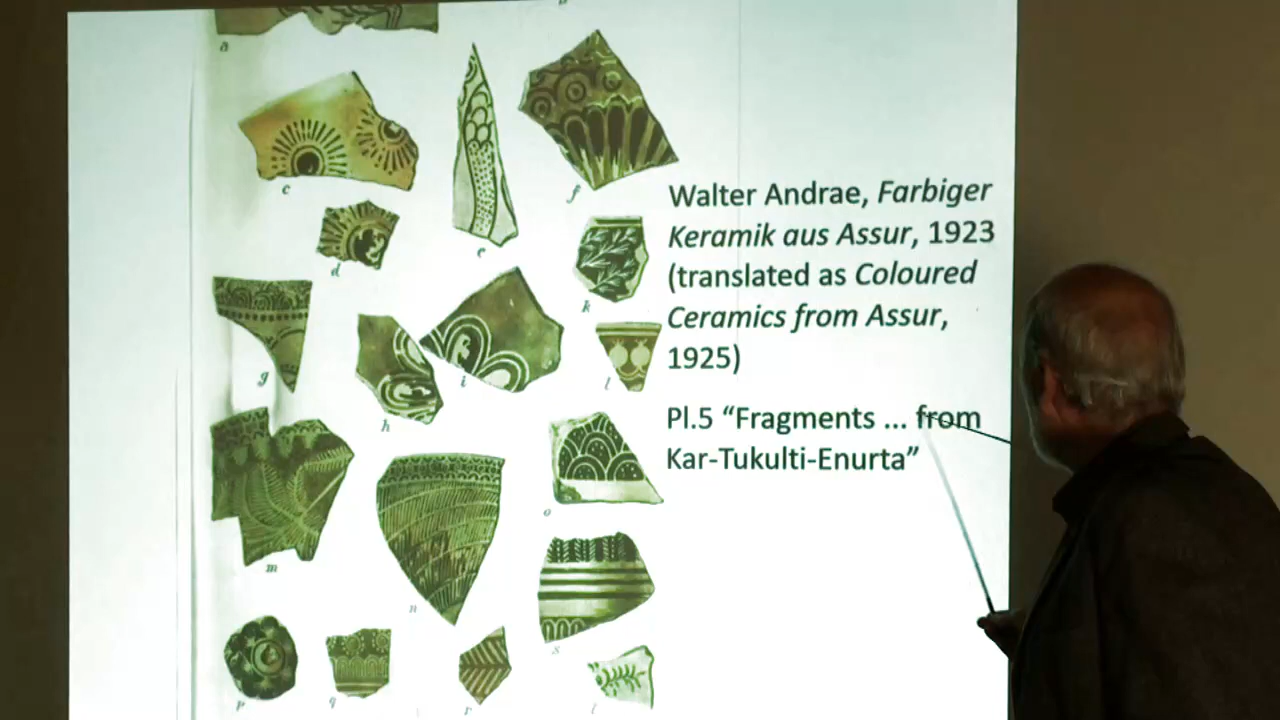 a
c
e
f
d
k
g
h
i
l
m
n
o
s
p
q
r
Walter Andrae, Farbiger
Keramik aus Assur, 1923
(translated as Coloured
Ceramics from Assur,
1925)
Pl.5 “Fragments ... from
Kar-Tukulti-Enurta”